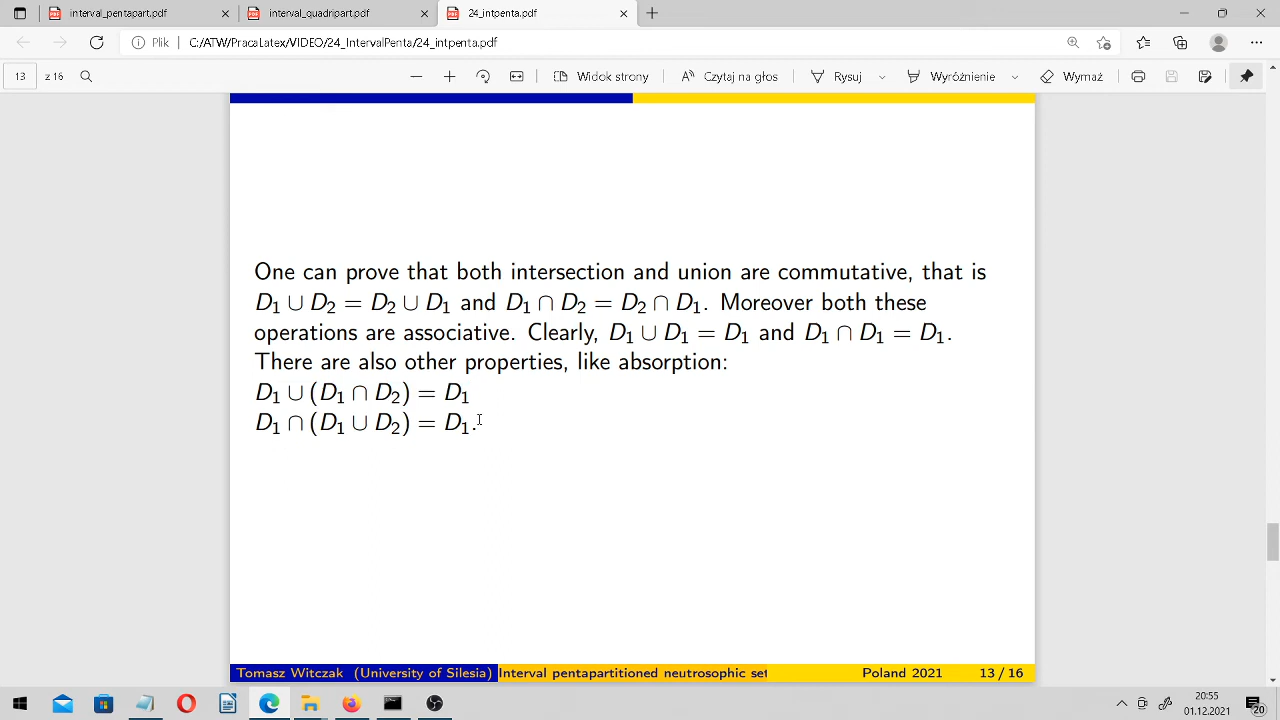 interval_pentapart.pdf
interval_quadripart.pdf
24_intpenta.pdf
Plik
C:/ATW/PracaLatex/VIDEO/24_IntervalPenta/24_intpenta.pdf
13
z 16
Widok strony
Czytaj na głos
Rysuj
Wyróżnienie
Wymaż
One can prove that both intersection and union are commutative, that is
D₁ ∪ D₂ = D₂ ∪ D₁ and D₁ ∩ D₂ = D₂ ∩ D₁. Moreover both these
operations are associative. Clearly, D₁ ∪ D₁ = D₁ and D₁ ∩ D₁ = D₁.
There are also other properties, like absorption:
D₁ ∪ (D₁ ∩ D₂) = D₁
D₁ ∩ (D₁ ∪ D₂) = D₁.
Tomasz Witczak (University of Silesia)
Interval pentapartitioned neutrosophic set
Poland 2021
13 / 16
20:55
01.12.2021
20